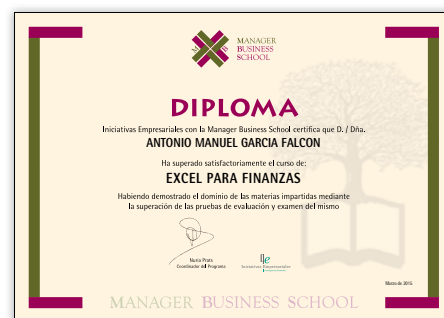 MANAGER
BUSINESS
SCHOOL
DIPLOMA
Iniciativas Empresariales con la Manager Business School certifica que D. / Dña.
ANTONIO MANUEL GARCIA FALCON
Ha superado satisfactoriamente el curso de:
EXCEL PARA FINANZAS
Habiendo demostrado el dominio de las materias impartidas mediante
la superación de las pruebas de evaluación y examen del mismo
Nuria Prats
Coordinador del Programa
Iniciativas Empresariales
Marzo de 2015
MANAGER BUSINESS SCHOOL